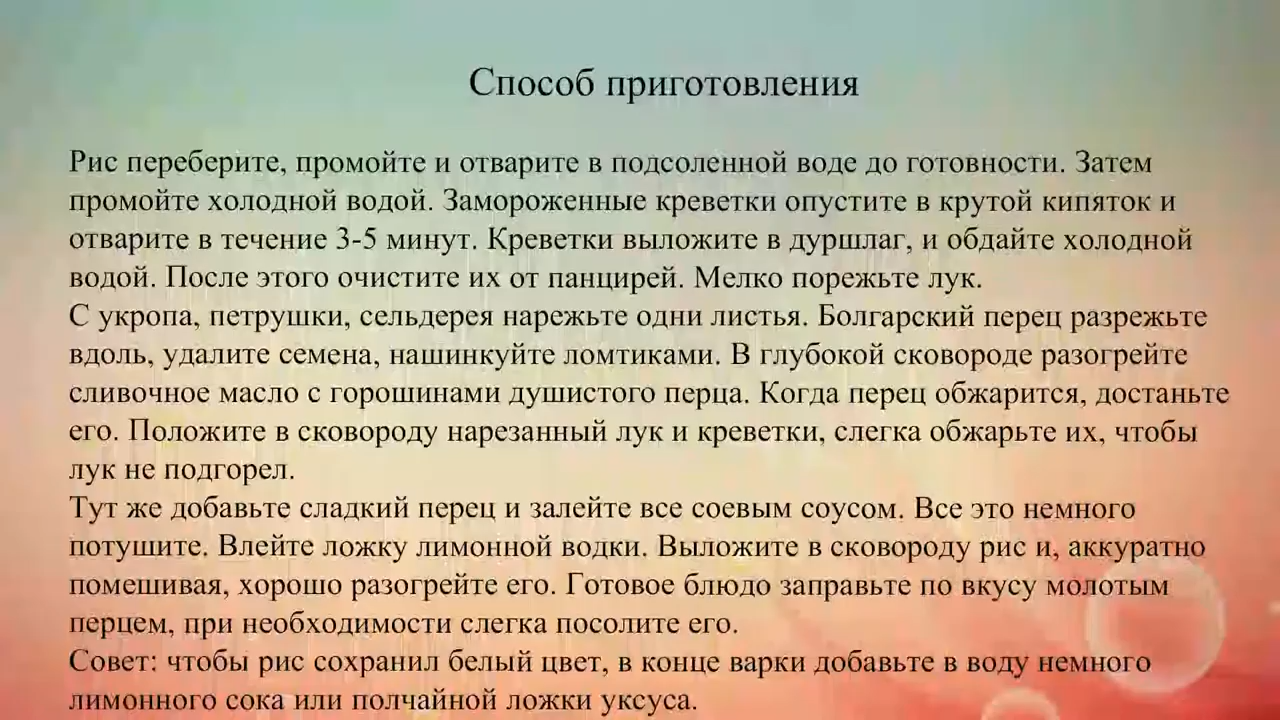 Способ приготовления
Рис переберите, промойте и отварите в подсоленной воде до готовности. Затем
промойте холодной водой. Замороженные креветки опустите в крутой кипяток и
отварите в течение 3-5 минут. Креветки выложите в дуршлаг, и обдайте холодной
водой. После этого очистите их от панцирей. Мелко порежьте лук.
С укропа, петрушки, сельдерея нарежьте одни листья. Болгарский перец разрежьте
вдоль, удалите семена, нашинкуйте ломтиками. В глубокой сковороде разогрейте
сливочное масло с горошинами душистого перца. Когда перец обжарится, достаньте
его. Положите в сковороду нарезанный лук и креветки, слегка обжарьте их, чтобы
лук не подгорел.
Тут же добавьте сладкий перец и залейте все соевым соусом. Все это немного
потушите. Влейте ложку лимонной водки. Выложите в сковороду рис и, аккуратно
помешивая, хорошо разогрейте его. Готовое блюдо заправьте по вкусу молотым
перцем, при необходимости слегка посолите его.
Совет: чтобы рис сохранил белый цвет, в конце варки добавьте в воду немного
лимонного сока или полчайной ложки уксуса.